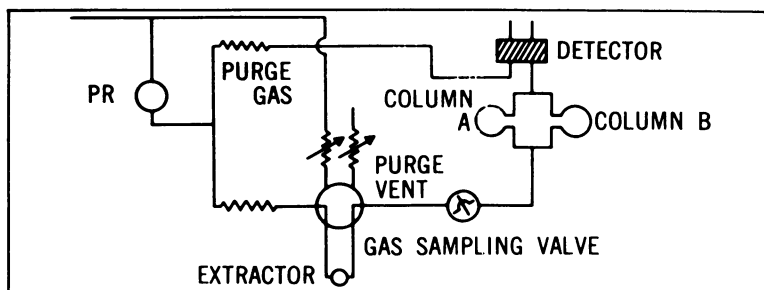 DETECTOR
PURGE
GAS
PR
COLUMN
A
COLUMN B
PURGE
VENT
GAS SAMPLING VALVE
EXTRACTOR